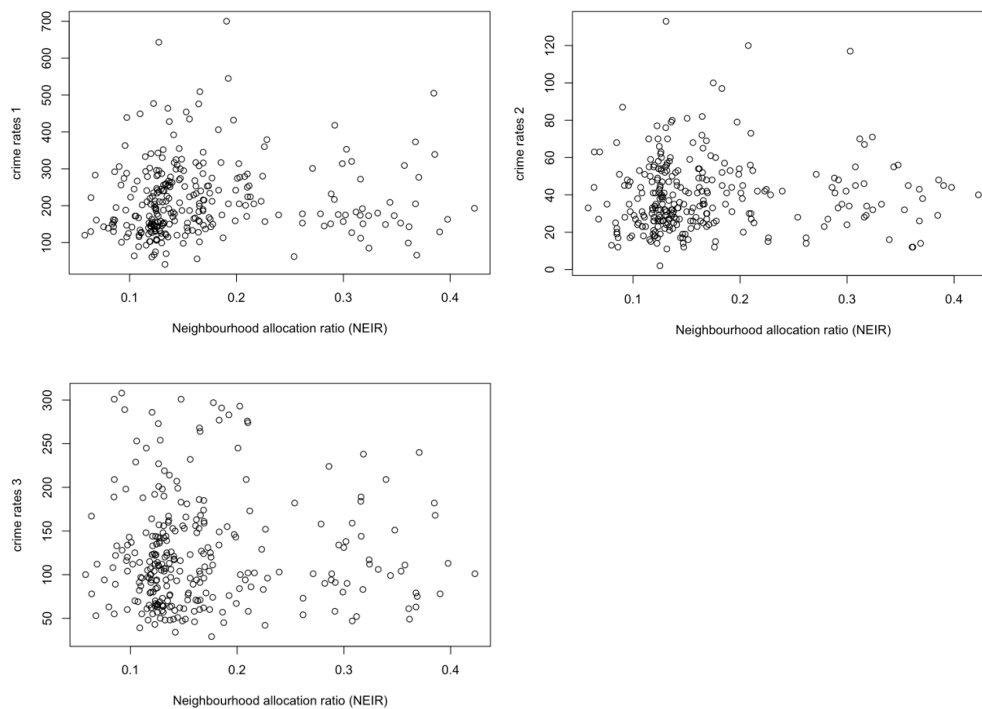 700
600
500
400
300
200
100
crime rates 1
0.1 0.2 0.3 0.4
Neighbourhood allocation ratio (NEIR)
120
100
80
60
40
20
0
crime rates 2
0.1 0.2 0.3 0.4
Neighbourhood allocation ratio (NEIR)
300
250
200
150
100
50
crime rates 3
0.1 0.2 0.3 0.4
Neighbourhood allocation ratio (NEIR)